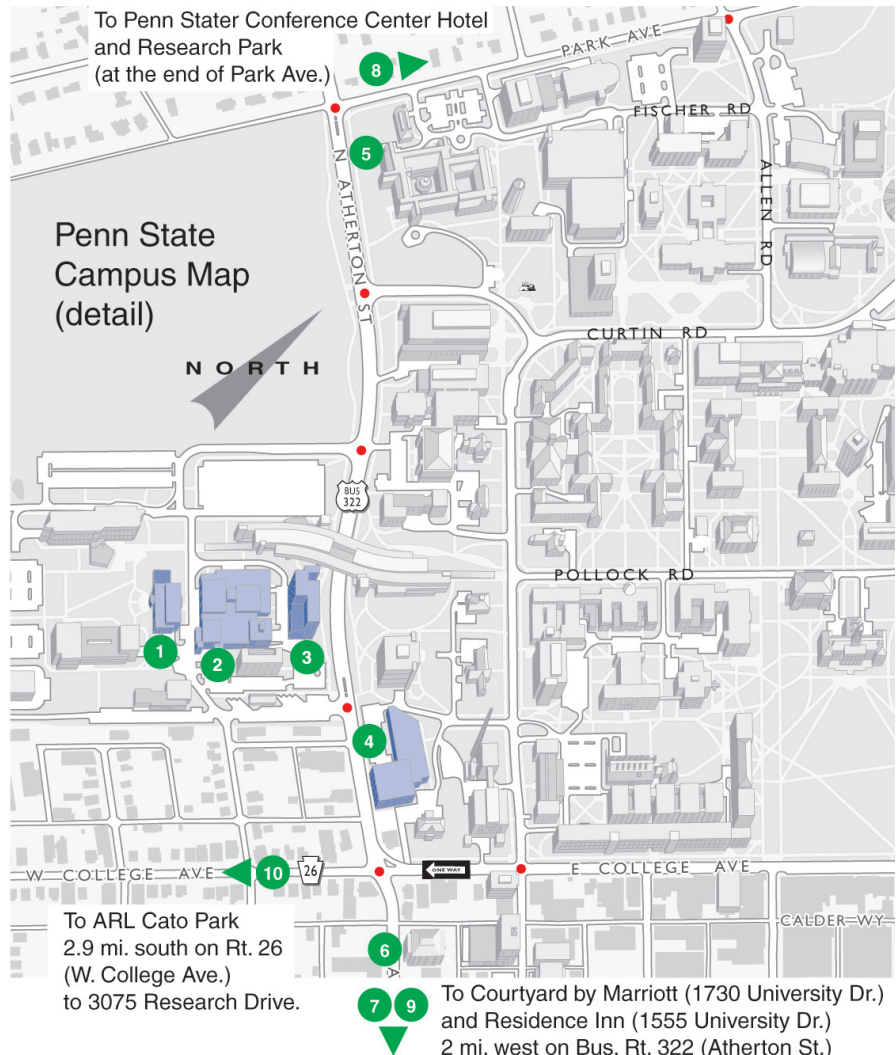 To Penn Stater Conference Center Hotel
and Research Park
(at the end of Park Ave.)
8
PARK AVE
FISCHER RD
5
N ATHERTON ST
ALLEN RD
Penn State
Campus Map
(detail)
NORTH
CURTIN RD
BUS
322
POLLOCK RD
1
2
3
4
W COLLEGE AVE
10
26
ONE WAY
E COLLEGE AVE
CALDER WY
To ARL Cato Park
2.9 mi. south on Rt. 26
(W. College Ave.)
to 3075 Research Drive.
6
A
7
9
To Courtyard by Marriott (1730 University Dr.)
and Residence Inn (1555 University Dr.)
2 mi. west on Bus. Rt. 322 (Atherton St.)